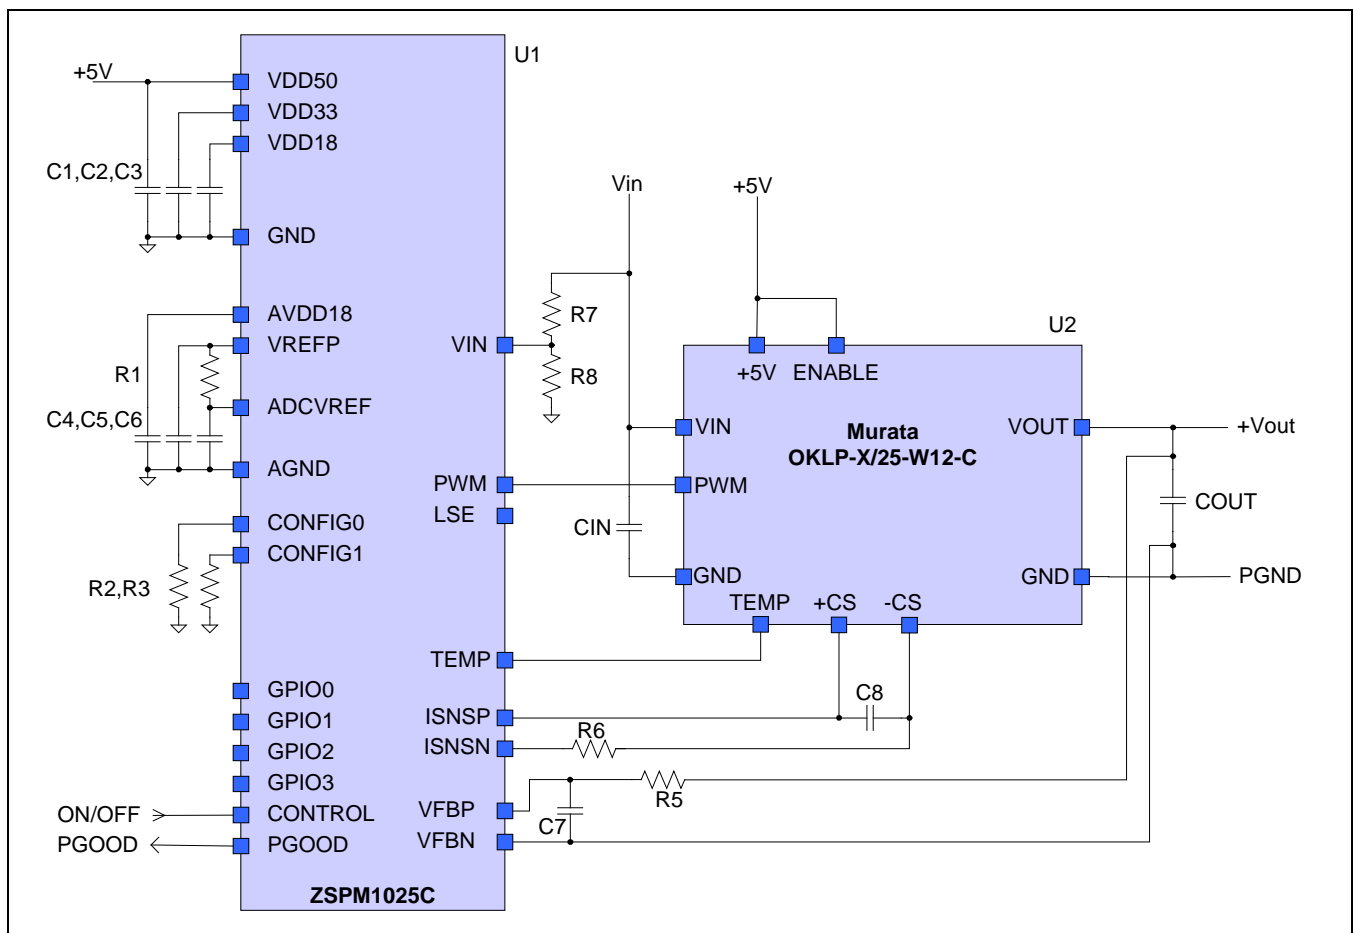 U1
+5V
VDD50
VDD33
VDD18
C1,C2,C3
GND
AVDD18
VREFP
R1
ADCVREF
C4,C5,C6
AGND
CONFIG0
CONFIG1
R2,R3
GPIO0
GPIO1
GPIO2
GPIO3
ON/OFF
CONTROL
PGOOD
PGOOD
VIN
PWM
LSE
TEMP
ISNSP
ISNSN
VFBP
VFBN
ZSPM1025C
Vin
+5V
R7
R8
CIN
U2
+5V
ENABLE
VIN
Murata
OKLP-X/25-W12-C
VOUT
+Vout
PWM
COUT
GND
GND
PGND
TEMP
+CS
-CS
C8
R6
R5
C7